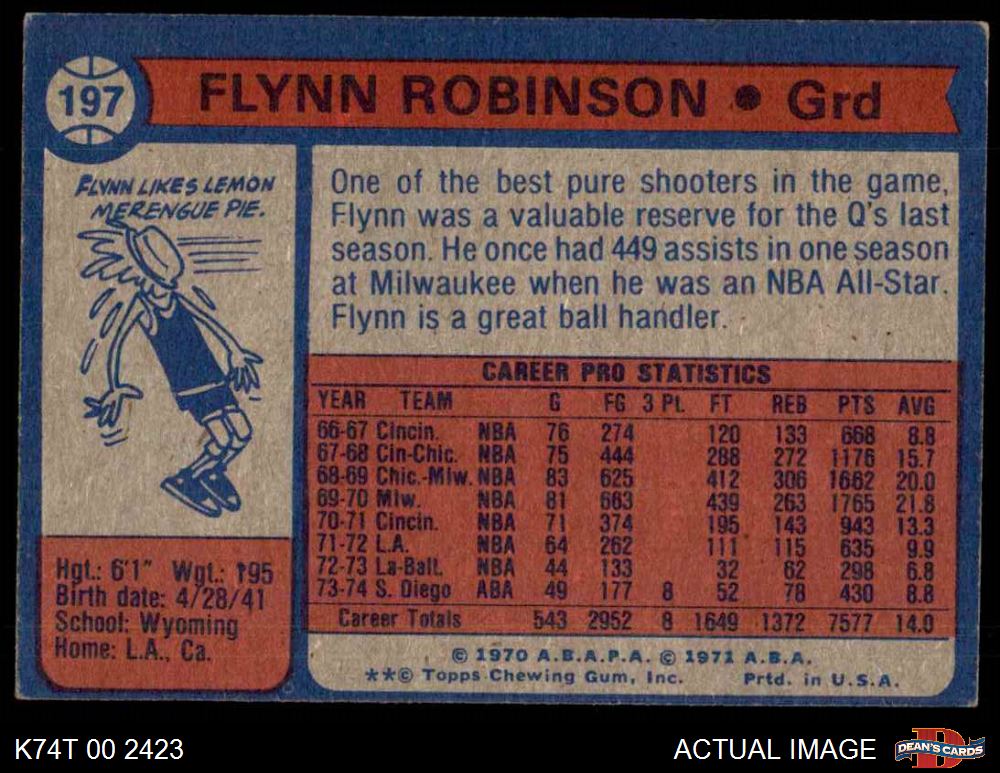 197
FLYNN ROBINSON • Grd
FLYNN LIKES LEMON
MERENGUE PIE.
One of the best pure shooters in the game,
Flynn was a valuable reserve for the Q's last
season. He once had 449 assists in one season
at Milwaukee when he was an NBA All-Star.
Flynn is a great ball handler.
CAREER PRO STATISTICS
YEAR TEAM G FG 3 PL FT REB PTS AVG
66-67 Cincin. NBA 76 274 120 133 668 8.8
67-68 Cin-Chic. NBA 75 444 288 272 1176 15.7
68-69 Chic.-Mlw. NBA 83 625 412 306 1662 20.0
69-70 Mlw. NBA 81 663 439 263 1765 21.8
70-71 Cincin. NBA 71 374 195 143 943 13.3
71-72 L.A. NBA 64 262 111 115 635 9.9
72-73 La-Balt. NBA 44 133 32 62 298 6.8
73-74 S. Diego ABA 49 177 8 52 78 430 8.8
Career Totals 543 2952 8 1649 1372 7577 14.0
Hgt.: 6'1" Wgt.: 195
Birth date: 4/28/41
School: Wyoming
Home: L.A., Ca.
© 1970 A.B.A.P.A. © 1971 A.B.A.
**© Topps Chewing Gum, Inc. Prtd. in U.S.A.
K74T 00 2423
ACTUAL IMAGE
D
DEAN'S CARDS